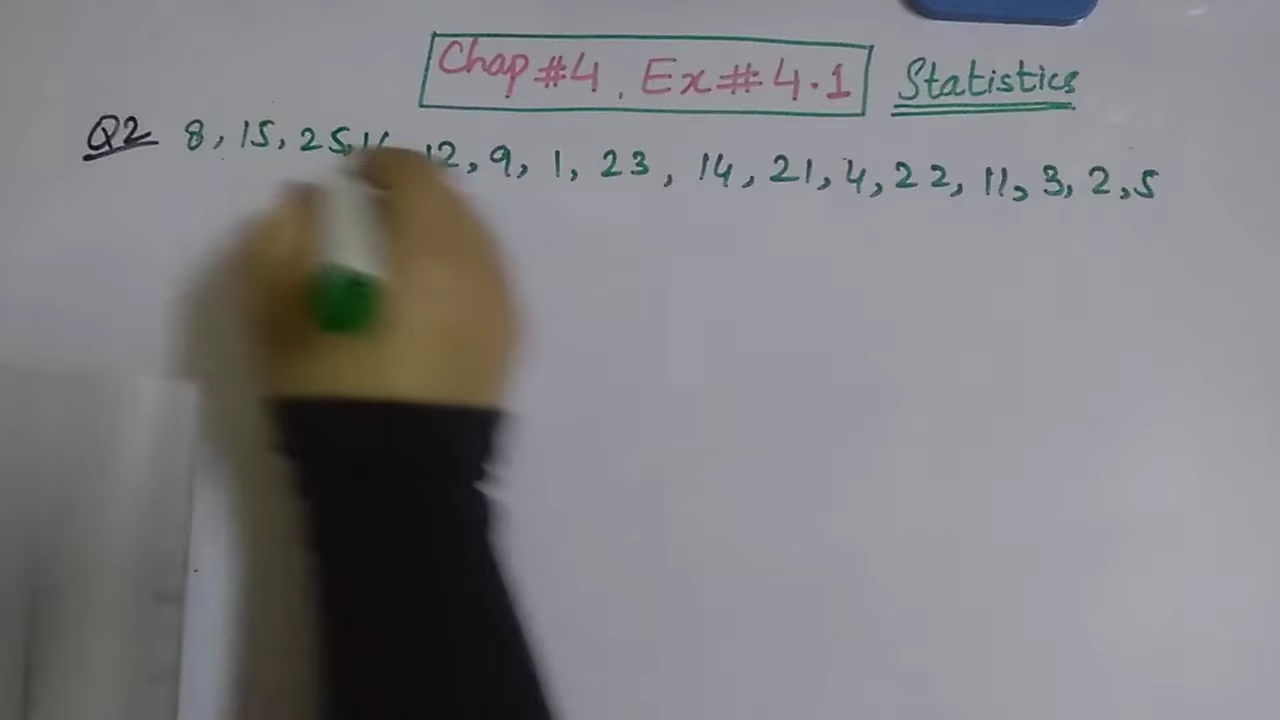 Chap #4, Ex # 4.1 Statistics
Q2 8, 15, 25, 12, 9, 1, 23, 14, 21, 4, 22, 11, 3, 2, 5